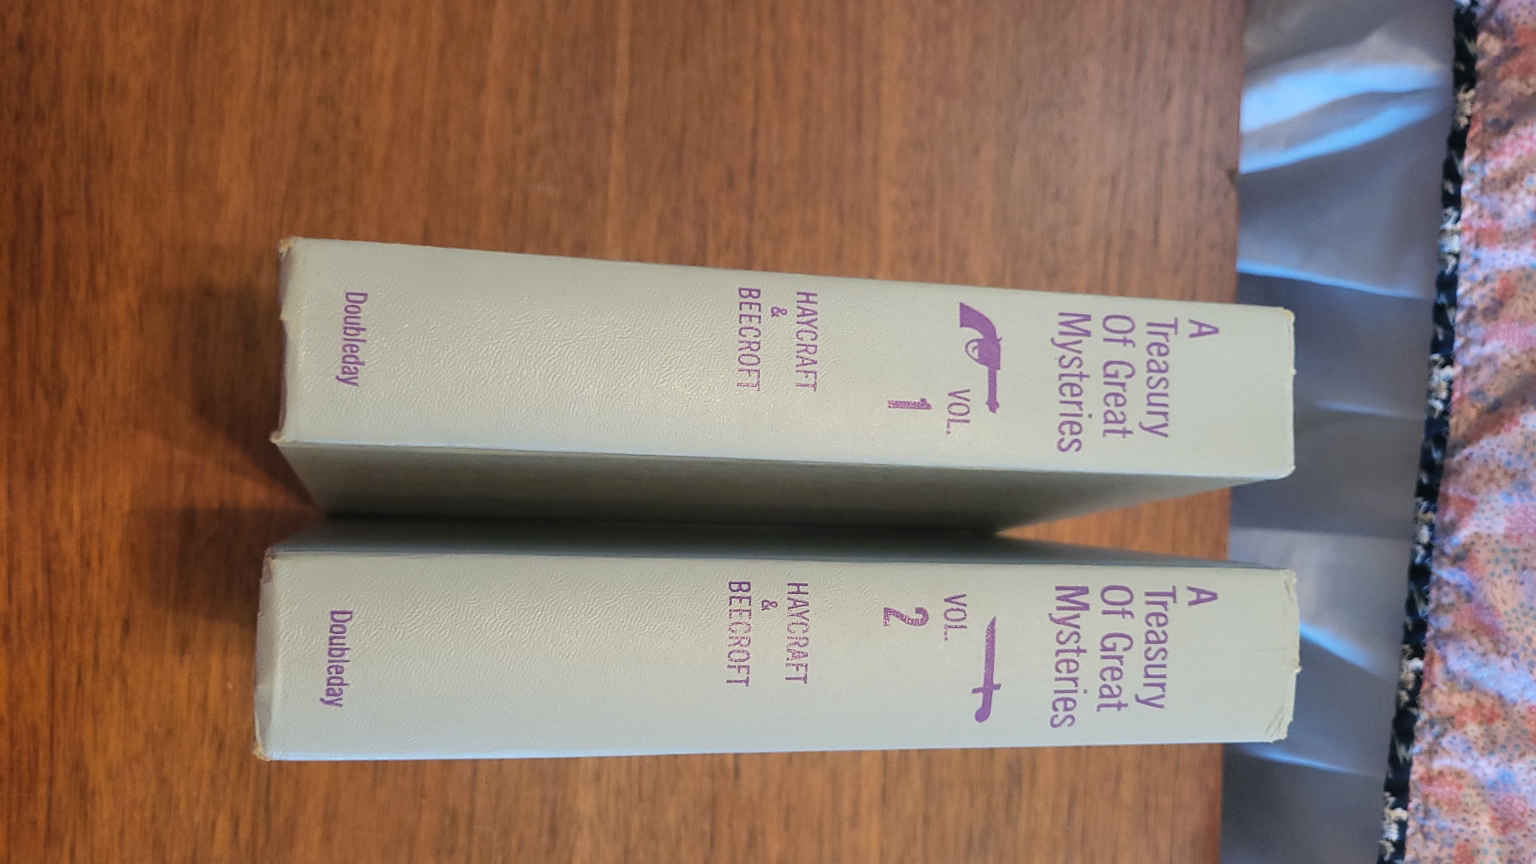 A
Treasury
Of Great
Mysteries
VOL.
1
HAYCRAFT
&
BEECROFT
Doubleday
A
Treasury
Of Great
Mysteries
VOL.
2
HAYCRAFT
&
BEECROFT
Doubleday